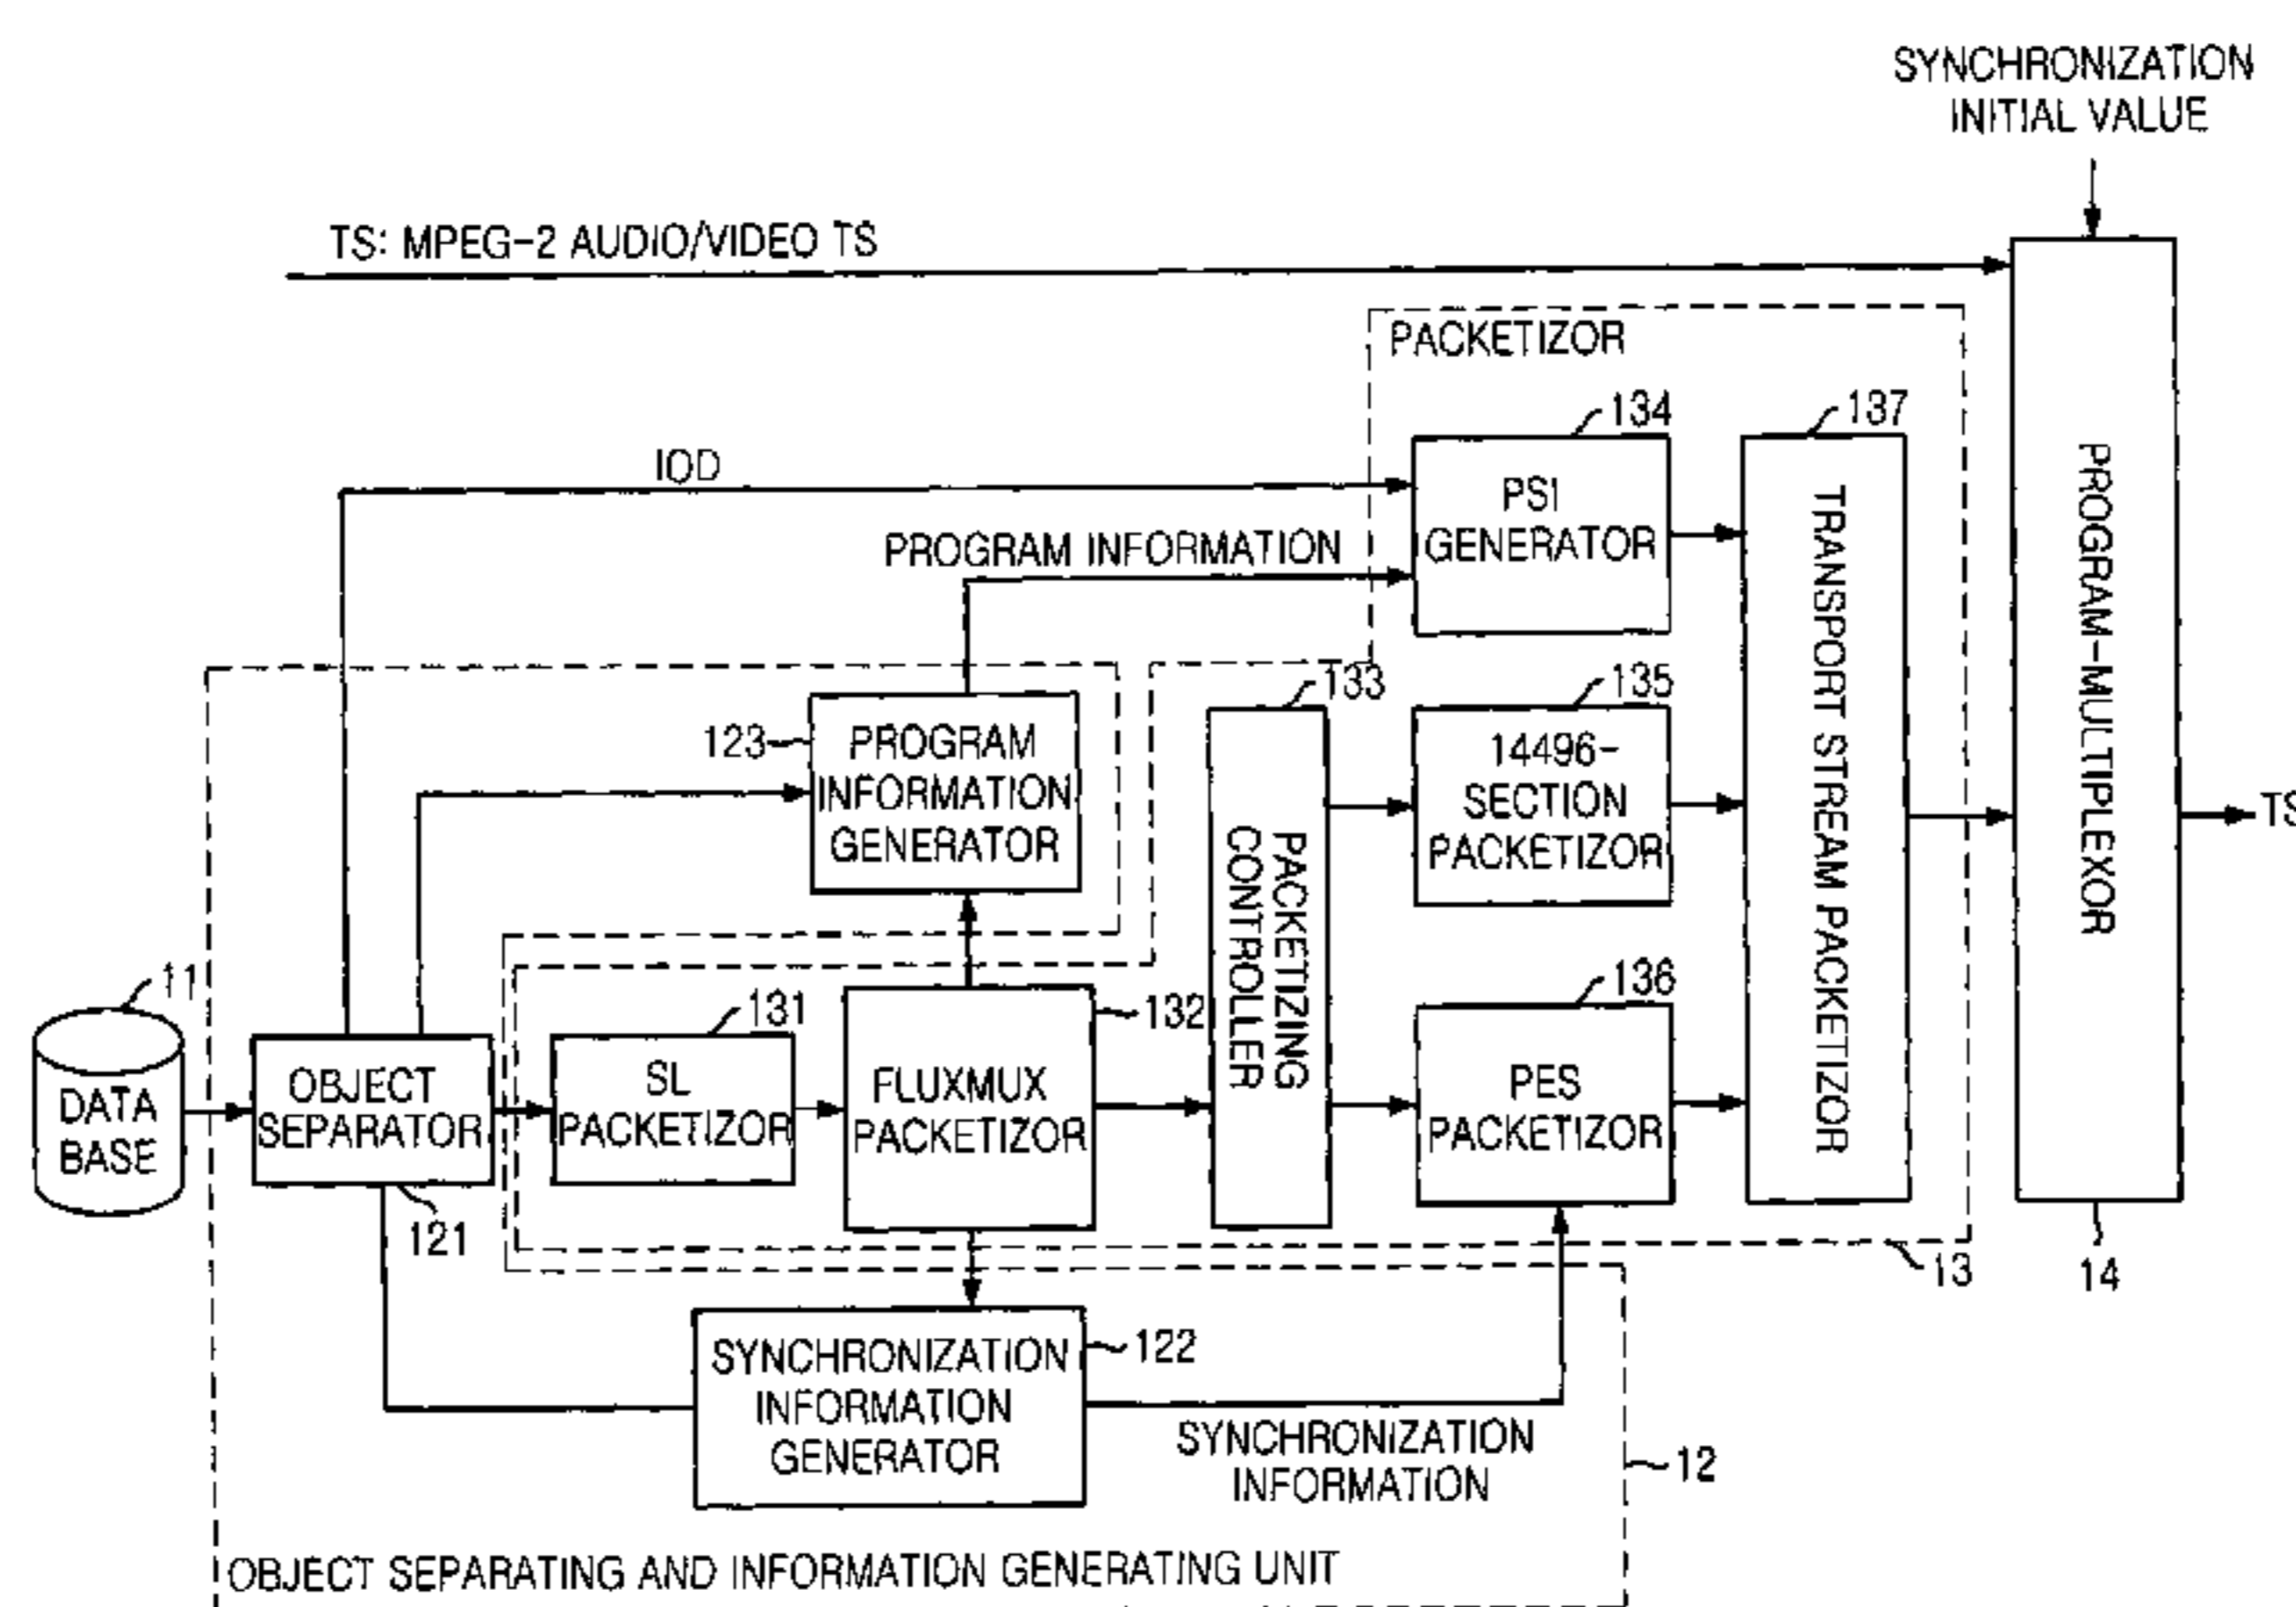 SYNCHRONIZATION
INITIAL VALUE
TS: MPEG-2 AUDIO/VIDEO TS
PACKETIZOR
134
137
IOD
PSI
GENERATOR
PROGRAM INFORMATION
TRANSPORT STREAM PACKETIZOR
PROGRAM-MULTIPLEXOR
133
135
123
PROGRAM
INFORMATION
GENERATOR
14496-
SECTION
PACKETIZOR
TS
PACKETIZING
CONTROLLER
11
131
132
136
DATA
BASE
OBJECT
SEPARATOR
SL
PACKETIZOR
FLUXMUX
PACKETIZOR
PES
PACKETIZOR
121
13
14
SYNCHRONIZATION
INFORMATION
GENERATOR
122
SYNCHRONIZATION
INFORMATION
12
OBJECT SEPARATING AND INFORMATION GENERATING UNIT